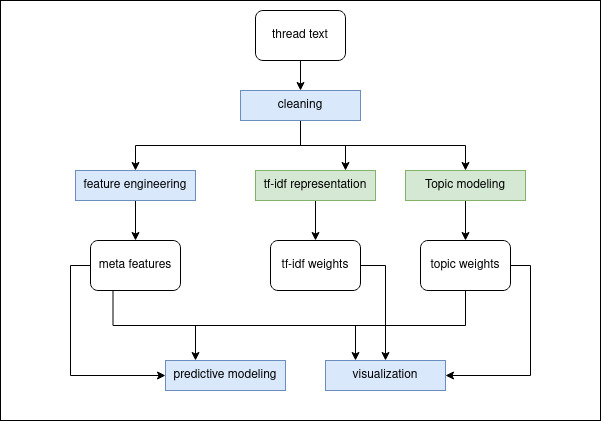 thread text
cleaning
feature engineering
tf-idf representation
Topic modeling
meta features
tf-idf weights
topic weights
predictive modeling
visualization